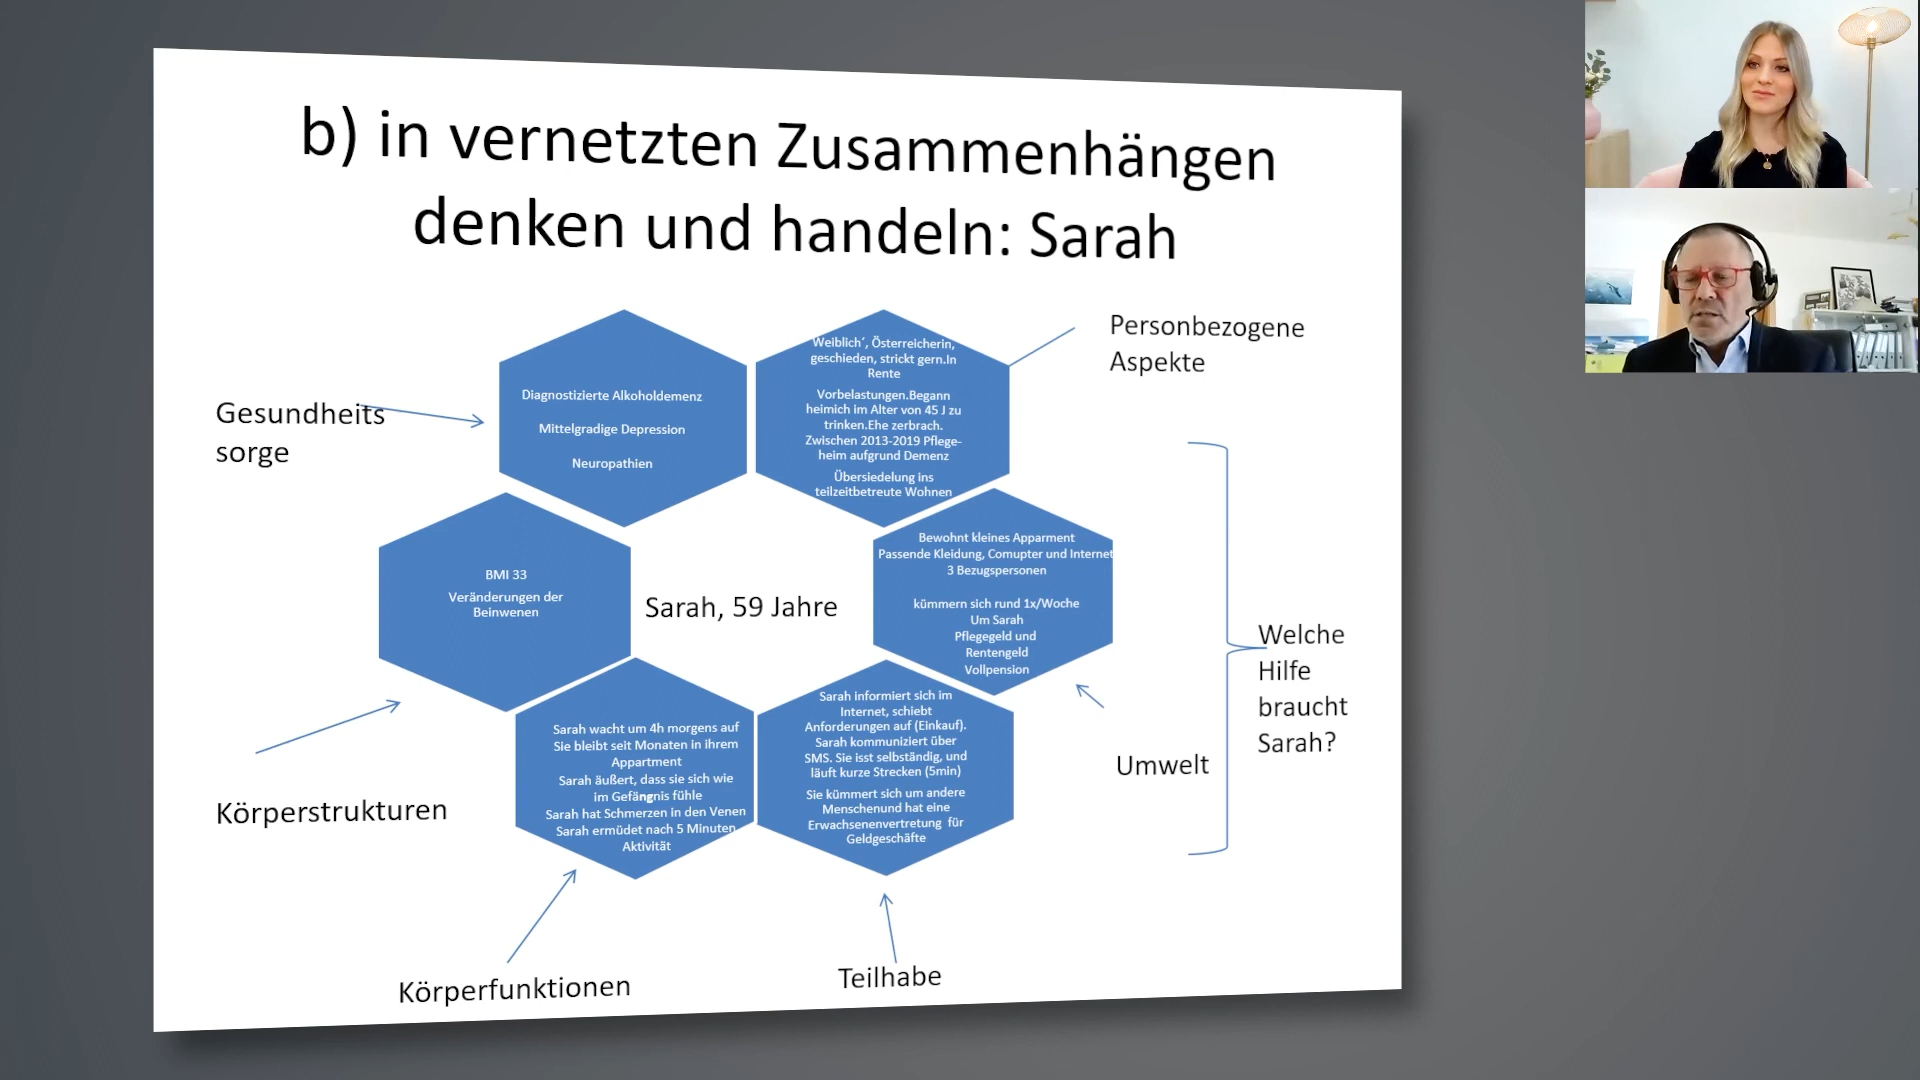 b) in vernetzten Zusammenhängen
denken und handeln: Sarah
Gesundheits
sorge
Diagnostizierte Alkoholdemenz
Mittelgradige Depression
Neuropathien
Weiblich´, Österreicherin,
geschieden, strickt gern.In
Rente
Vorbelastungen.Begann
heimich im Alter von 45 J zu
trinken.Ehe zerbrach.
Zwischen 2013-2019 Pflege-
heim aufgrund Demenz
Übersiedelung ins
teilzeitbetreute Wohnen
Personbezogene
Aspekte
BMI 33
Veränderungen der
Beinwenen
Sarah, 59 Jahre
Bewohnt kleines Apparment
Passende Kleidung, Comupter und Internet
3 Bezugspersonen
kümmern sich rund 1x/Woche
Um Sarah
Pflegegeld und
Rentengeld
Vollpension
Welche
Hilfe
braucht
Sarah?
Körperstrukturen
Sarah wacht um 4h morgens auf
Sie bleibt seit Monaten in ihrem
Appartment
Sarah äußert, dass sie sich wie
im Gefängnis fühle
Sarah hat Schmerzen in den Venen
Sarah ermüdet nach 5 Minuten
Aktivität
Sarah informiert sich im
Internet, schiebt
Anforderungen auf (Einkauf).
Sarah kommuniziert über
SMS. Sie isst selbständig, und
läuft kurze Strecken (5min)
Sie kümmert sich um andere
Menschenund hat eine
Erwachsenenvertretung für
Geldgeschäfte
Umwelt
Körperfunktionen
Teilhabe